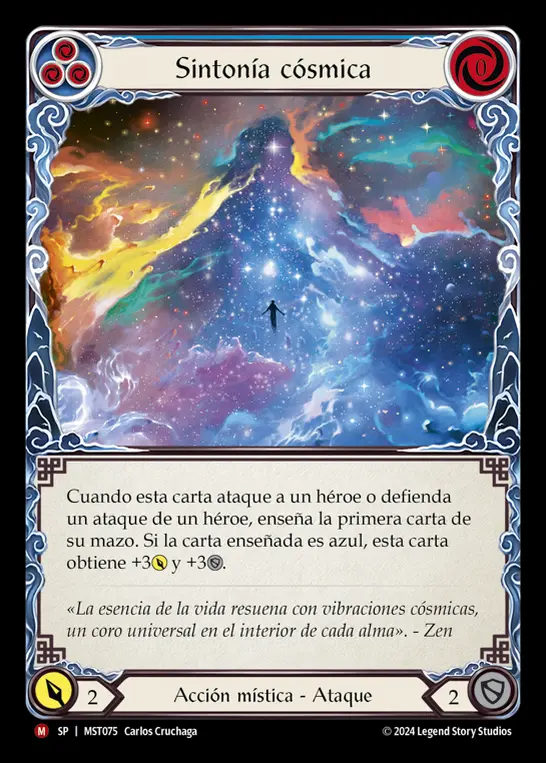 Sintonía cósmica
0
Cuando esta carta ataque a un héroe o defienda
un ataque de un héroe, enseña la primera carta de
su mazo. Si la carta enseñada es azul, esta carta
obtiene +3 y +3.
«La esencia de la vida resuena con vibraciones cósmicas,
un coro universal en el interior de cada alma». - Zen
2
Acción mística - Ataque
2
M SP | MST075 Carlos Cruchaga
© 2024 Legend Story Studios